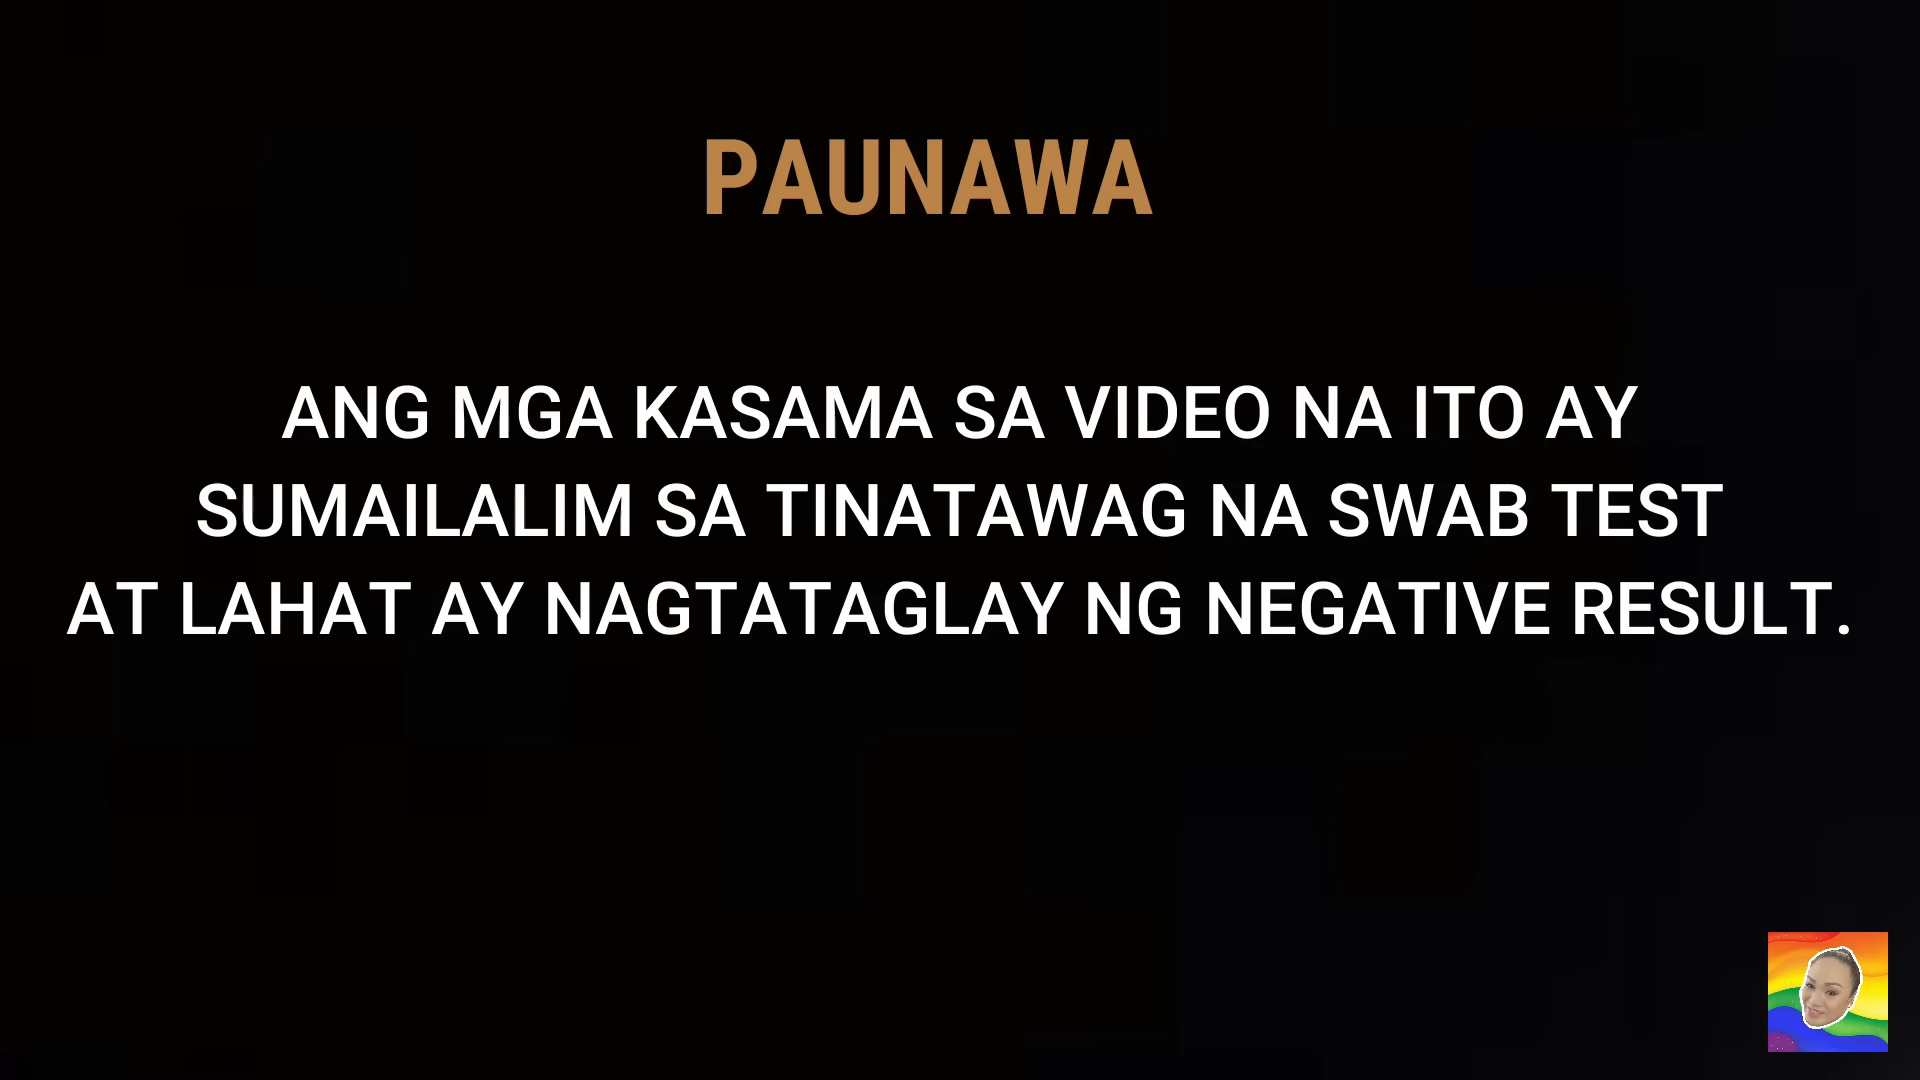 PAUNAWA
ANG MGA KASAMA SA VIDEO NA ITO AY
SUMAILALIM SA TINATAWAG NA SWAB TEST
AT LAHAT AY NAGTATAGLAY NG NEGATIVE RESULT.